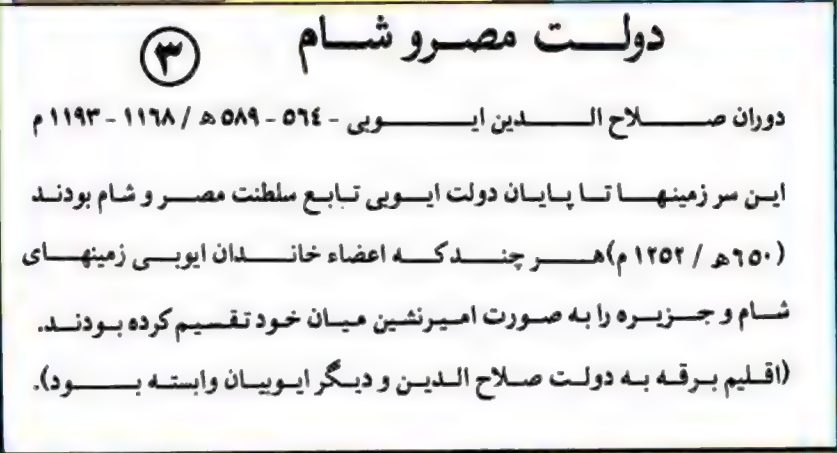 دولت مصر و شام
۳
دوران صلاح الدین ایوبی - ٥٦٤ - ٥٨٩ ه / ١١٦٨ - ١١٩٣ م
این سر زمینها تا پایان دولت ایوبی تابع سلطنت مصر و شام بودند
(٦٥٠ه / ١٢٥٢ م) هر چند که اعضاء خاندان ایوبی زمینهای
شام و جزیره را به صورت امیرنشین میان خود تقسیم کرده بودند.
(اقلیم برقه به دولت صلاح الدین و دیگر ایوبیان وابسته بود).